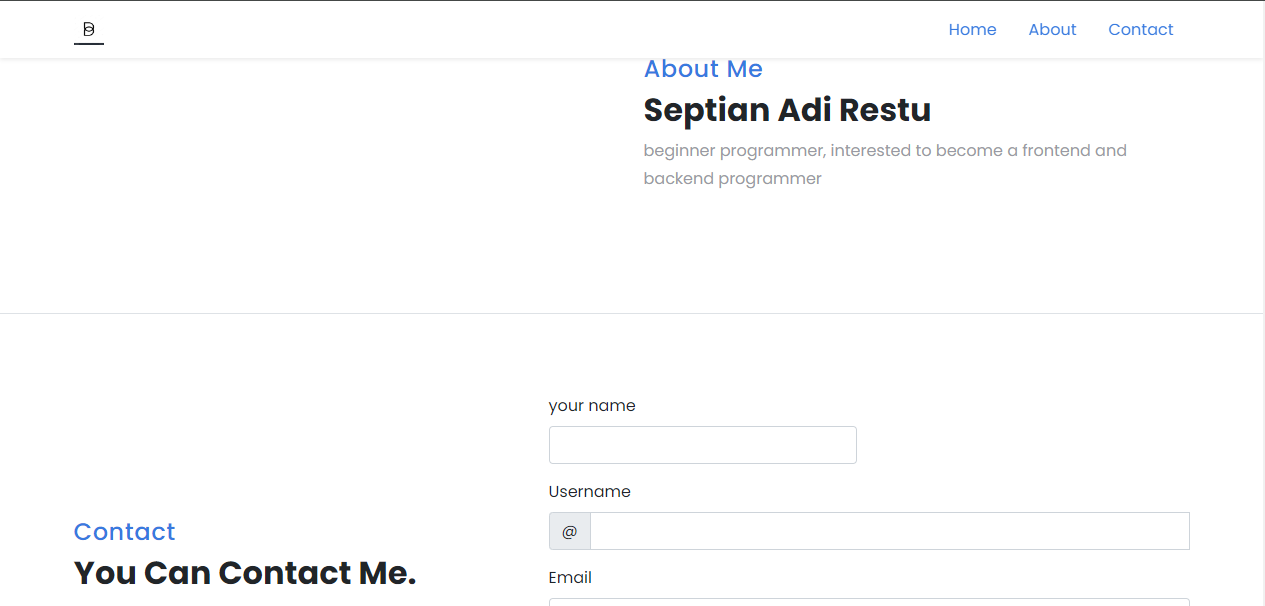 Home About Contact
About Me
Septian Adi Restu
beginner programmer, interested to become a frontend and
backend programmer
your name
Username
@
Contact
You Can Contact Me.
Email